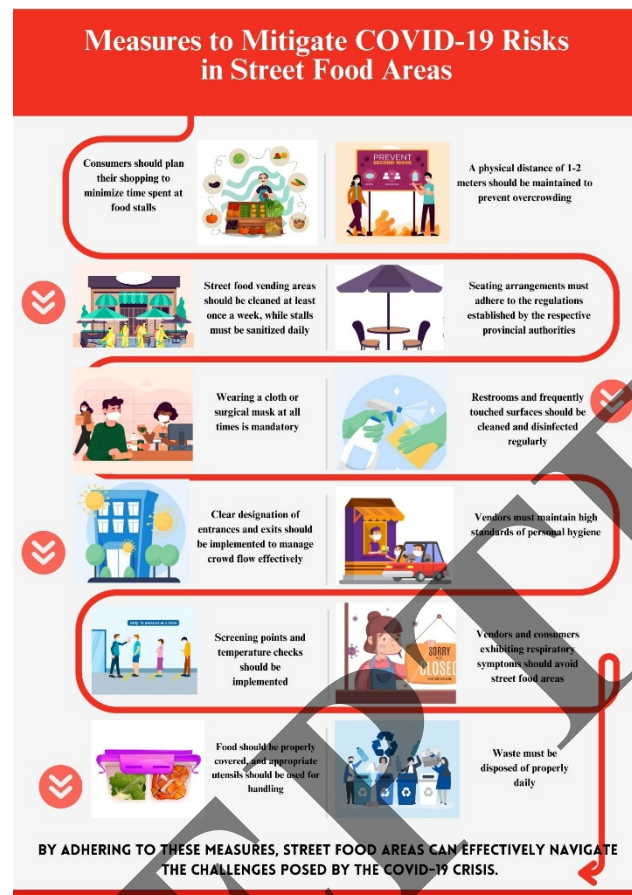 Measures to Mitigate COVID-19 Risks
in Street Food Areas
Consumers should plan
their shopping to
minimize time spent at
food stalls
PREVENT
SECOND WAVE
A physical distance of 1-2
meters should be maintained to
prevent overcrowding
Street food vending areas
should be cleaned at least
once a week, while stalls
must be sanitized daily
Seating arrangements must
adhere to the regulations
established by the respective
provincial authorities
Wearing a cloth or
surgical mask at all
times is mandatory
Restrooms and frequently
touched surfaces should be
cleaned and disinfected
regularly
Clear designation of
entrances and exits should
be implemented to manage
crowd flow effectively
Vendors must maintain high
standards of personal hygiene
Screening points and
temperature checks
should be
implemented
SORRY
CLOSED
Vendors and consumers
exhibiting respiratory
symptoms should avoid
street food areas
Food should be properly
covered, and appropriate
utensils should be used for
handling
Waste must be
disposed of properly
daily
BY ADHERING TO THESE MEASURES, STREET FOOD AREAS CAN EFFECTIVELY NAVIGATE
THE CHALLENGES POSED BY THE COVID-19 CRISIS.